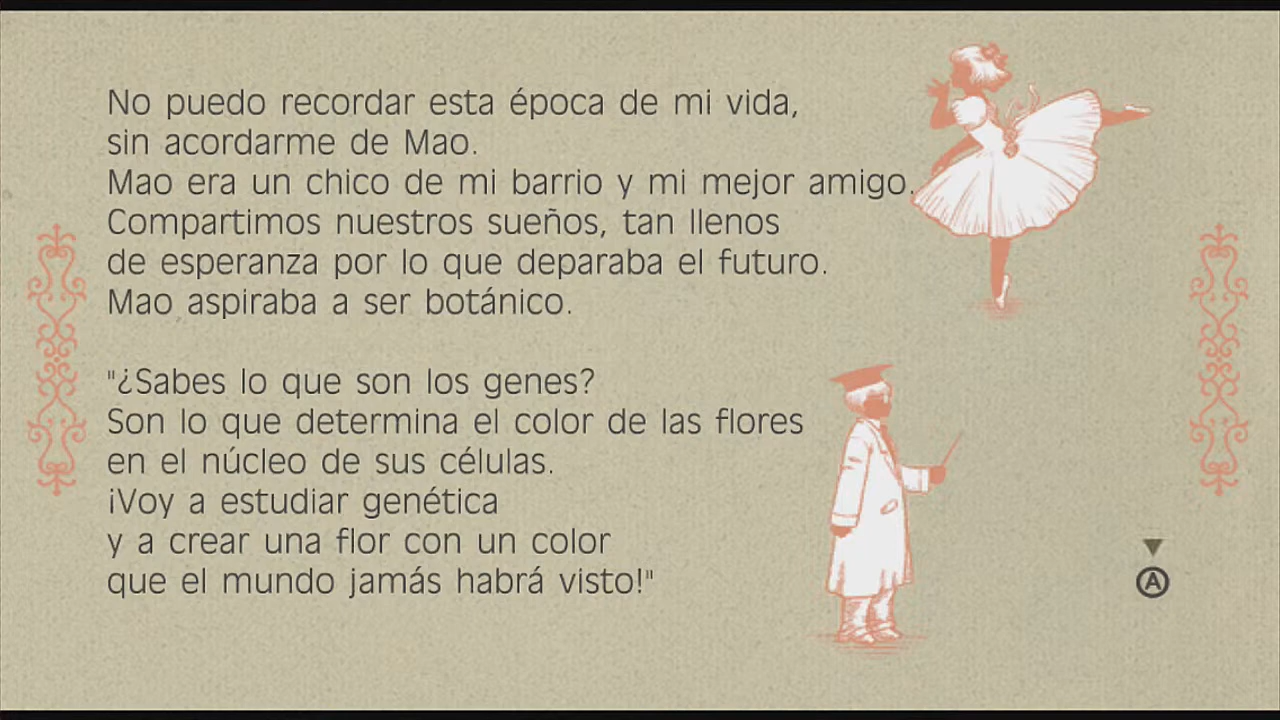 No puedo recordar esta época de mi vida,
sin acordarme de Mao.
Mao era un chico de mi barrio y mi mejor amigo.
Compartimos nuestros sueños, tan llenos
de esperanza por lo que deparaba el futuro.
Mao aspiraba a ser botánico.
"¿Sabes lo que son los genes?
Son lo que determina el color de las flores
en el núcleo de sus células.
¡Voy a estudiar genética
y a crear una flor con un color
que el mundo jamás habrá visto!"
A